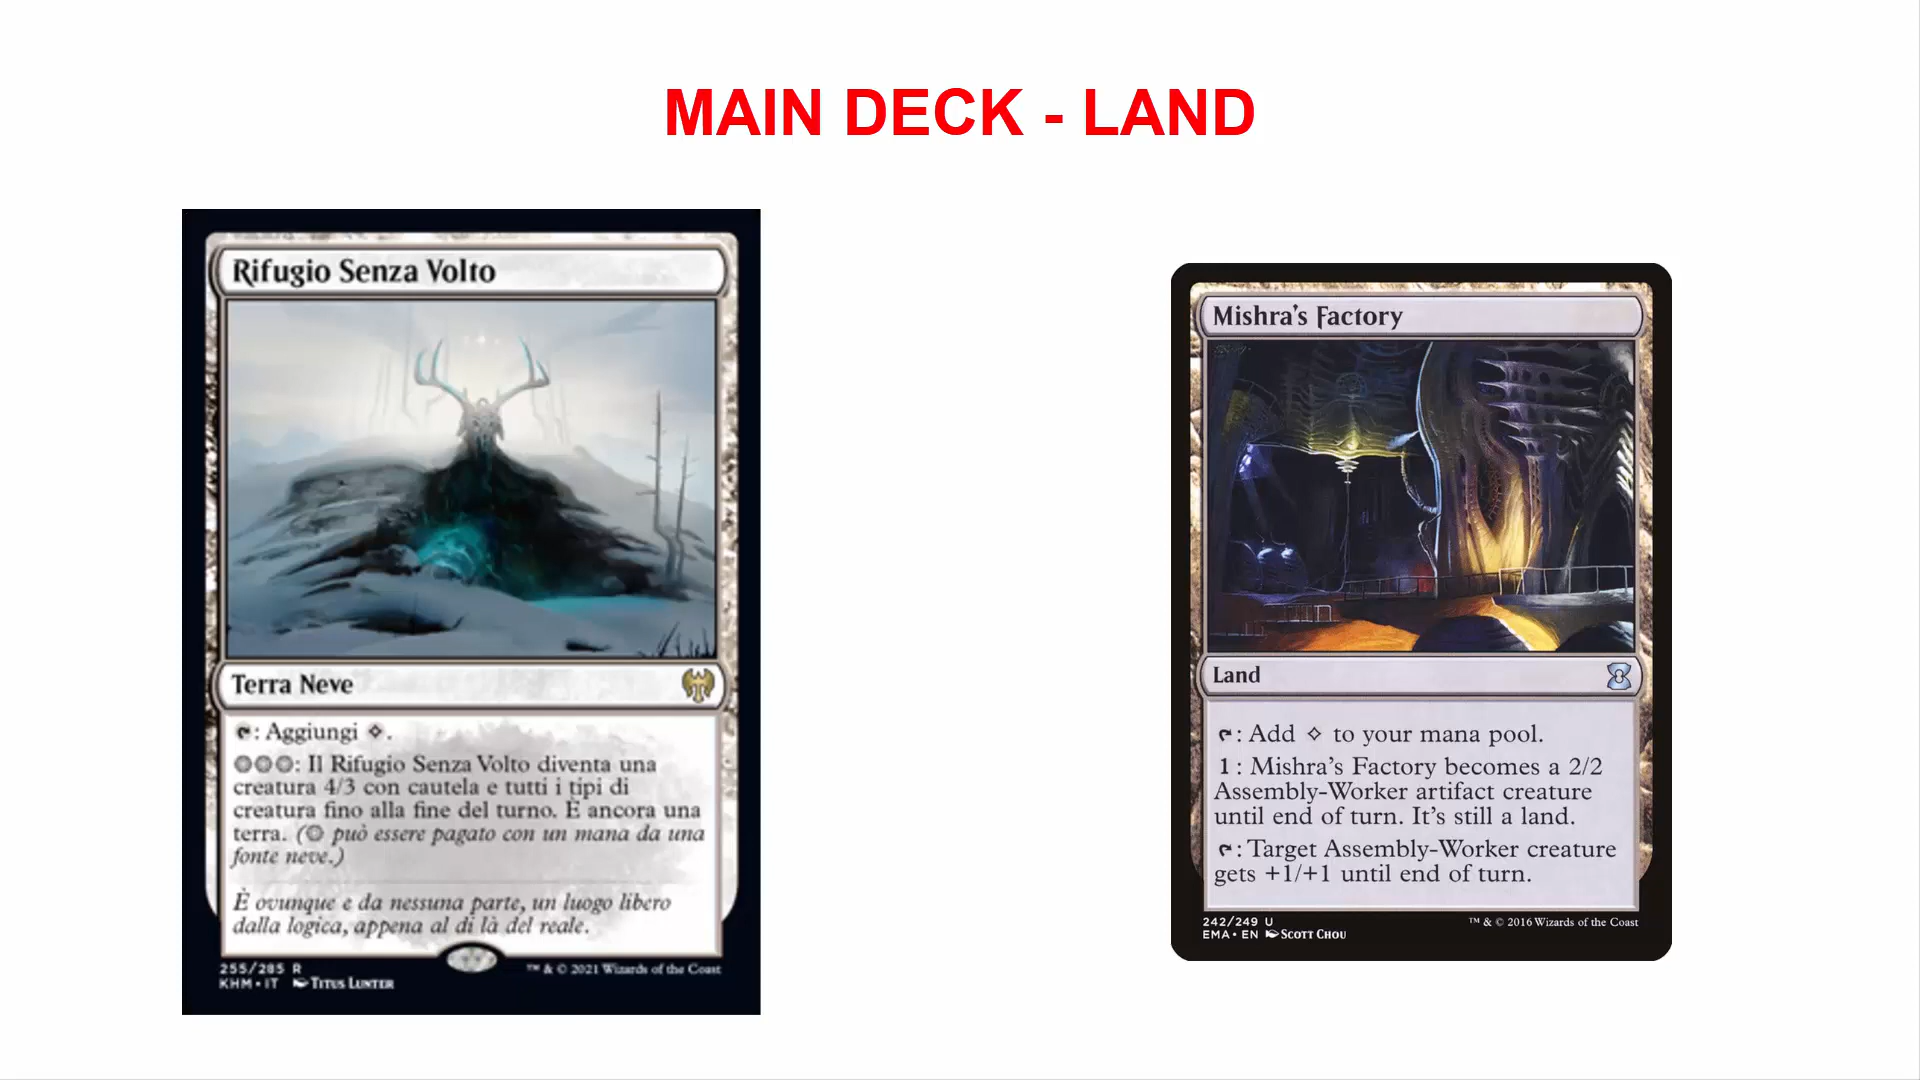 MAIN DECK - LAND
Rifugio Senza Volto
Terra Neve
: Aggiungi .
: Il Rifugio Senza Volto diventa una
creatura 4/3 con cautela e tutti i tipi di
creatura fino alla fine del turno. È ancora una
terra. ( può essere pagato con un mana da una
fonte neve.)
È ovunque e da nessuna parte, un luogo libero
dalla logica, appena al di là del reale.
255/285 R
KHM • IT Titus Lunter
™ & © 2021 Wizards of the Coast
Mishra's Factory
Land
: Add to your mana pool.
1 : Mishra's Factory becomes a 2/2
Assembly-Worker artifact creature
until end of turn. It's still a land.
: Target Assembly-Worker creature
gets +1/+1 until end of turn.
242/249 U
EMA • EN Scott Chou
™ & © 2016 Wizards of the Coast